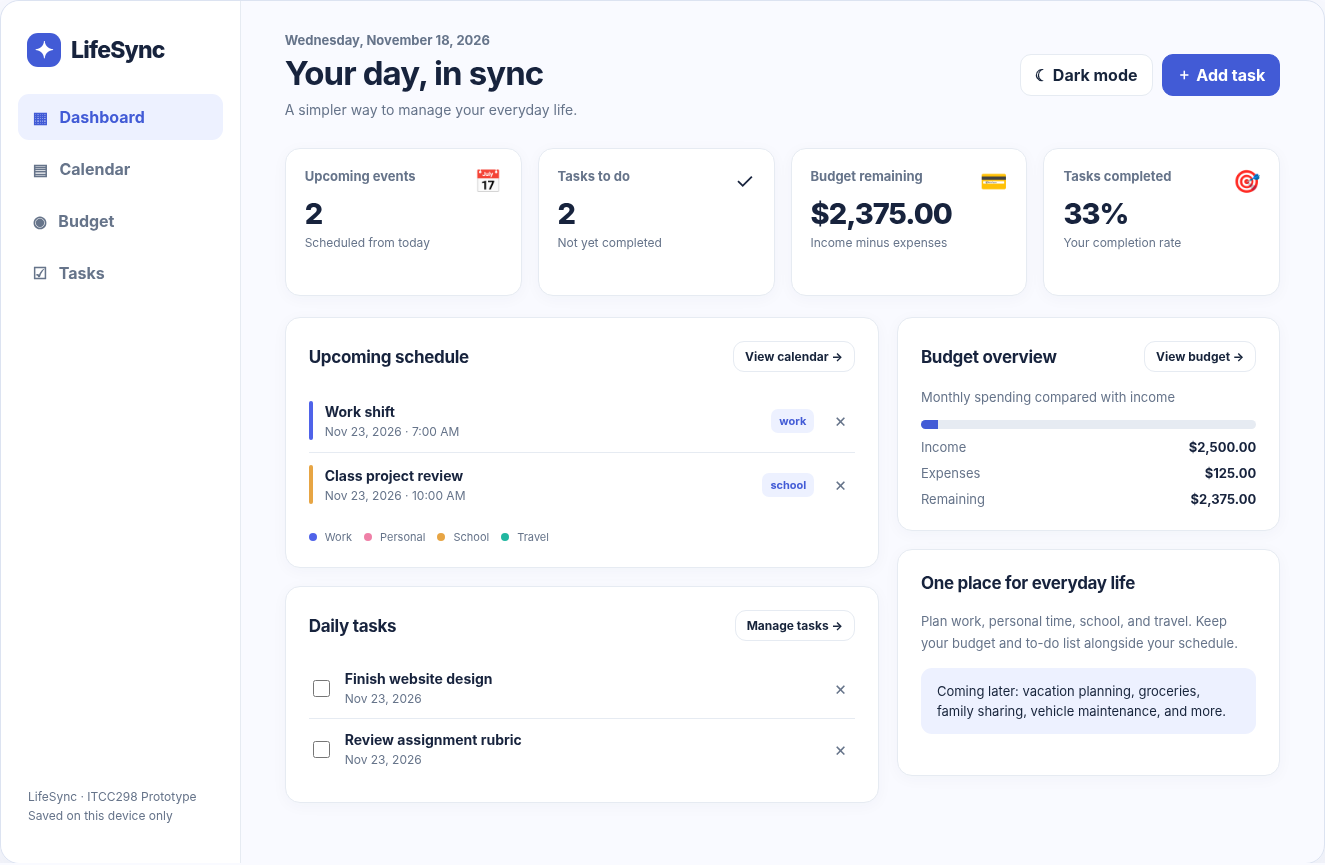 LifeSync
Dashboard
Calendar
Budget
Tasks
LifeSync · ITCC298 Prototype
Saved on this device only
Wednesday, November 18, 2026
Your day, in sync
A simpler way to manage your everyday life.
☾ Dark mode
+ Add task
Upcoming events
2
Scheduled from today
Tasks to do
2
Not yet completed
Budget remaining
$2,375.00
Income minus expenses
Tasks completed
33%
Your completion rate
Upcoming schedule
View calendar →
Work shift
Nov 23, 2026 · 7:00 AM
work ×
Class project review
Nov 23, 2026 · 10:00 AM
school ×
Work Personal School Travel
Daily tasks
Manage tasks →
Finish website design
Nov 23, 2026
×
Review assignment rubric
Nov 23, 2026
×
Budget overview
View budget →
Monthly spending compared with income
Income $2,500.00
Expenses $125.00
Remaining $2,375.00
One place for everyday life
Plan work, personal time, school, and travel. Keep
your budget and to-do list alongside your schedule.
Coming later: vacation planning, groceries,
family sharing, vehicle maintenance, and more.